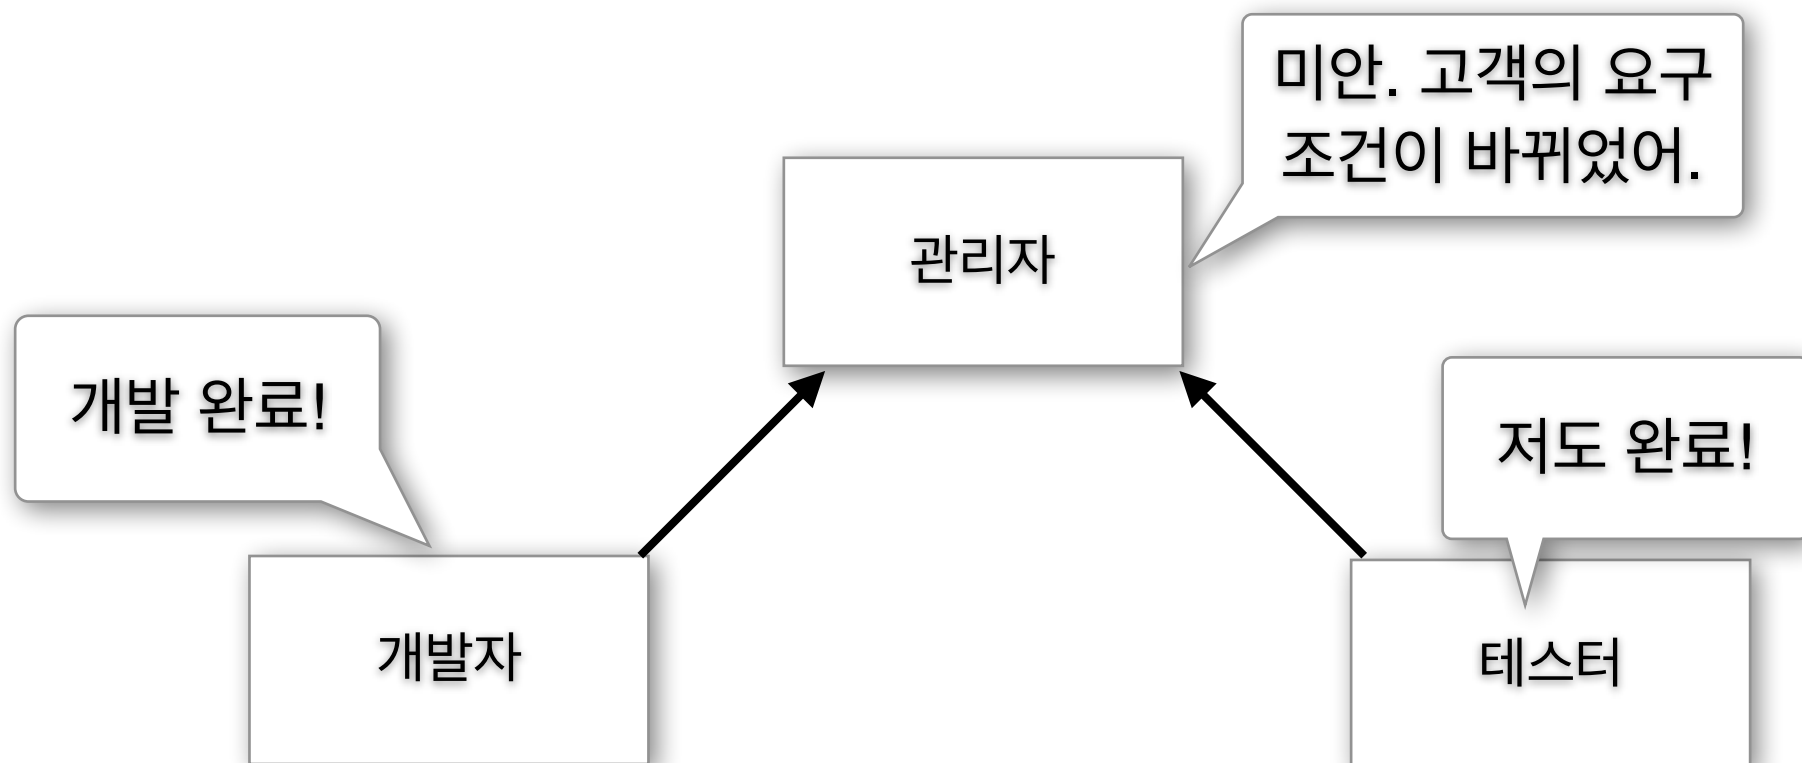 미안. 고객의 요구
조건이 바뀌었어.
관리자
개발 완료!
저도 완료!
개발자
테스터